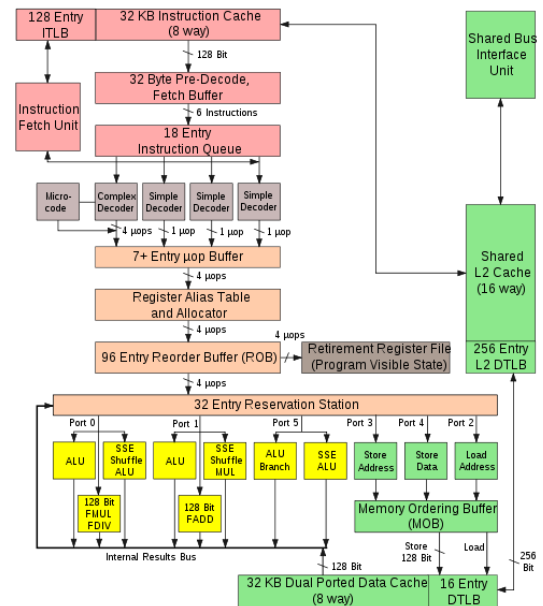 128 Entry
ITLB
32 KB Instruction Cache
(8 way)
Shared Bus
Interface
Unit
128 Bit
32 Byte Pre-Decode,
Fetch Buffer
Instruction
Fetch Unit
6 Instructions
18 Entry
Instruction Queue
Micro-
code
Complex
Decoder
Simple
Decoder
Simple
Decoder
Simple
Decoder
4 µops
1 µop
1 µop
1 µop
Shared
L2 Cache
(16 way)
7+ Entry µop Buffer
4 µops
Register Alias Table
and Allocator
4 µops
4 µops
96 Entry Reorder Buffer (ROB)
Retirement Register File
(Program Visible State)
256 Entry
L2 DTLB
4 µops
32 Entry Reservation Station
Port 0
Port 1
Port 5
Port 3
Port 4
Port 2
ALU
SSE
Shuffle
ALU
ALU
SSE
Shuffle
MUL
ALU
Branch
SSE
ALU
Store
Address
Store
Data
Load
Address
128 Bit
FMUL
FDIV
128 Bit
FADD
Memory Ordering Buffer
(MOB)
Internal Results Bus
Store
128 Bit
Load
128 Bit
256
Bit
32 KB Dual Ported Data Cache
(8 way)
16 Entry
DTLB